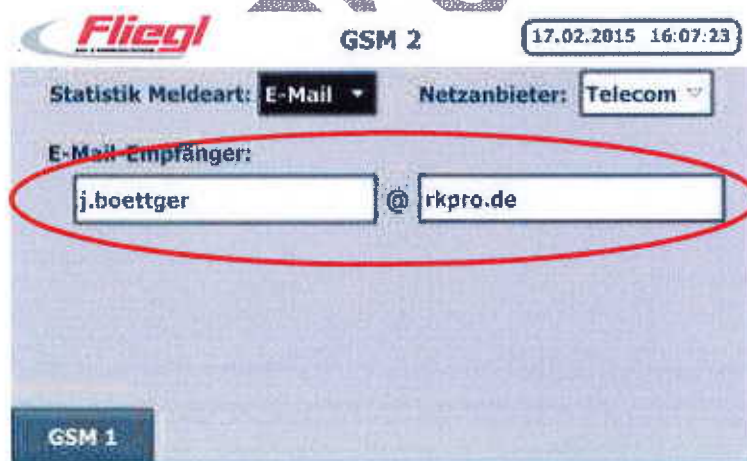 Fliegl
GSM 2
17.02.2015 16:07:23
Statistik Meldeart: E-Mail
Netzanbieter: Telecom
E-Mail-Empfänger:
j.boettger @ rkpro.de
GSM 1